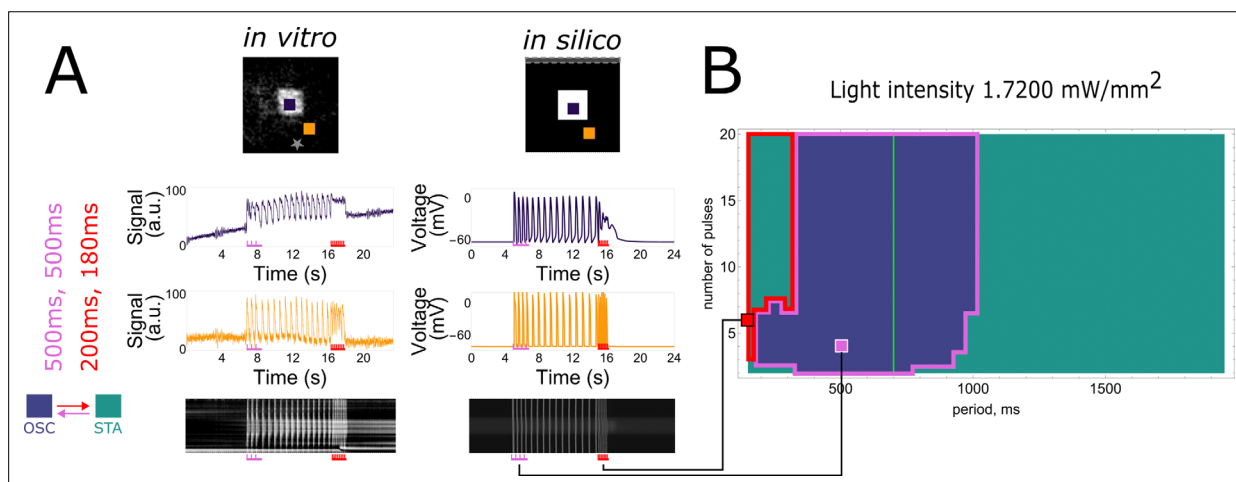 A
in vitro
in silico
B
Light intensity 1.7200 mW/mm²
500ms, 500ms
200ms, 180ms
Signal
(a.u.)
100
0
4
8
12
16
20
Time (s)
Voltage
(mV)
0
−60
0
4
8
12
16
20
24
Time (s)
Signal
(a.u.)
100
0
4
8
12
16
20
Time (s)
Voltage
(mV)
0
−60
0
4
8
12
16
20
24
Time (s)
OSC
STA
number of pulses
20
15
10
5
500
1000
1500
period, ms